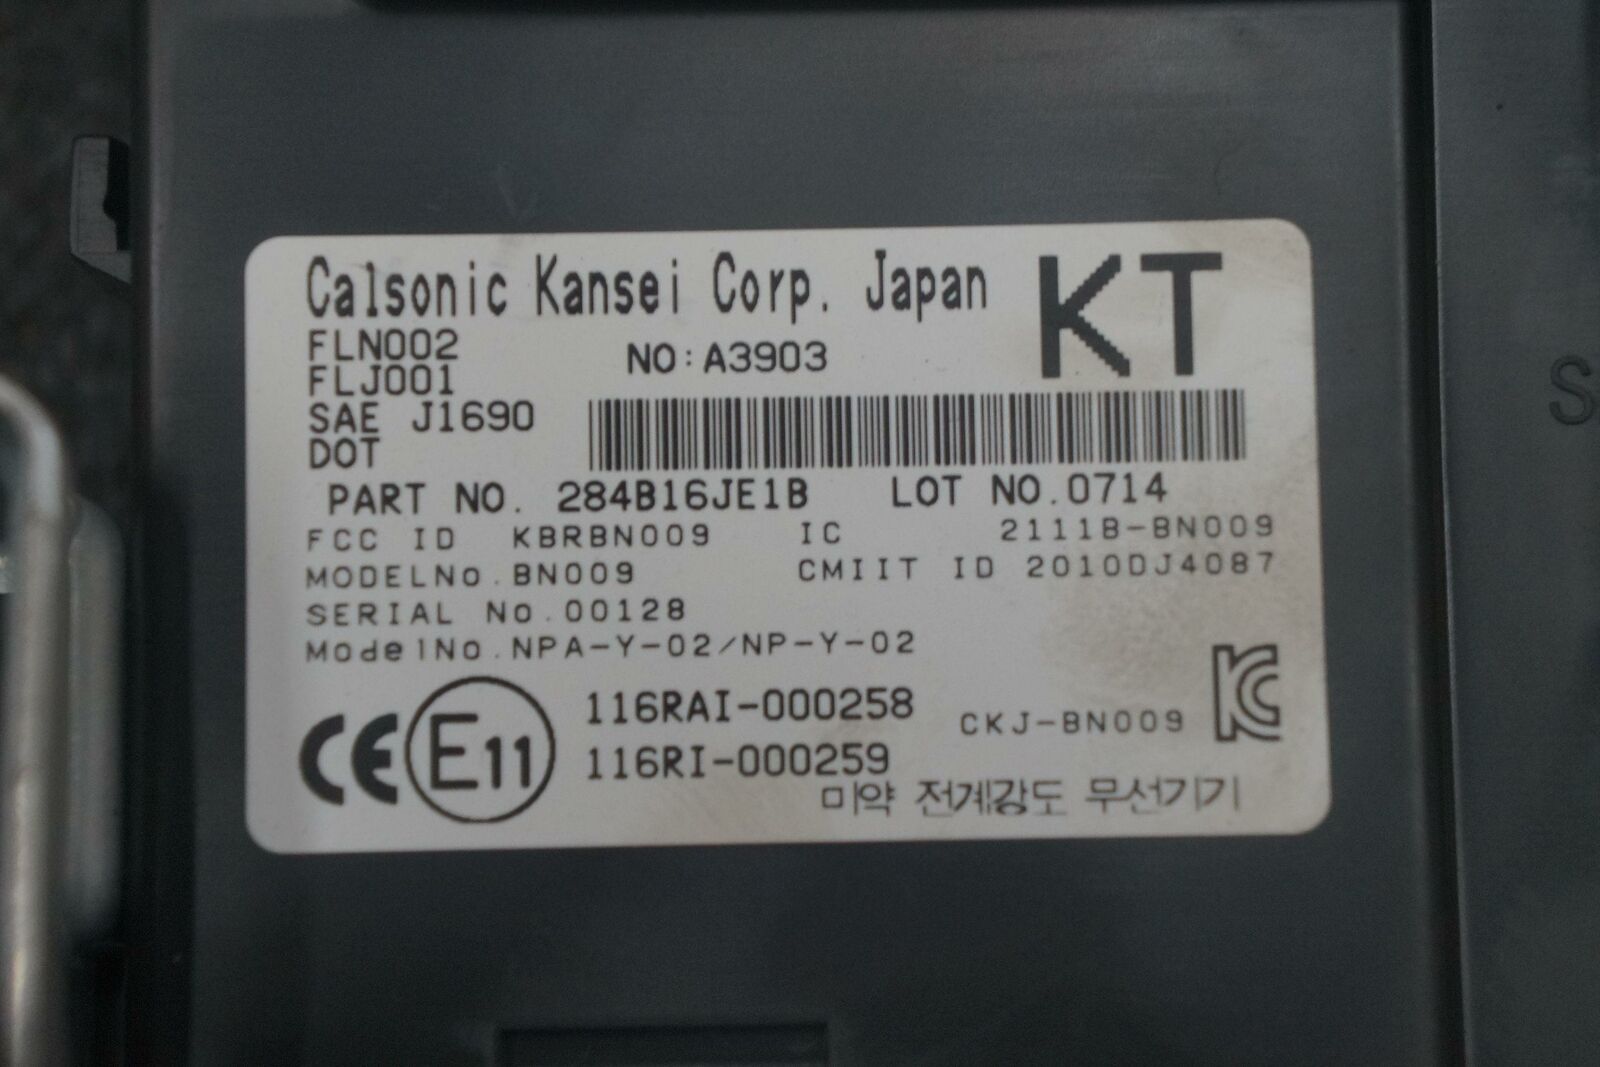 Calsonic Kansei Corp. Japan
KT
FLN002
FLJ001
NO:A3903
SAE J1690
DOT
PART NO. 284B16JE1B LOT NO.0714
FCC ID KBRBN009 IC 2111B-BN009
MODELNo.BN009 CMIIT ID 2010DJ4087
SERIAL No.00128
ModelNo.NPA-Y-02/NP-Y-02
CE E11
116RAI-000258
116RI-000259
CKJ-BN009
KC
미약 전계강도 무선기기
S